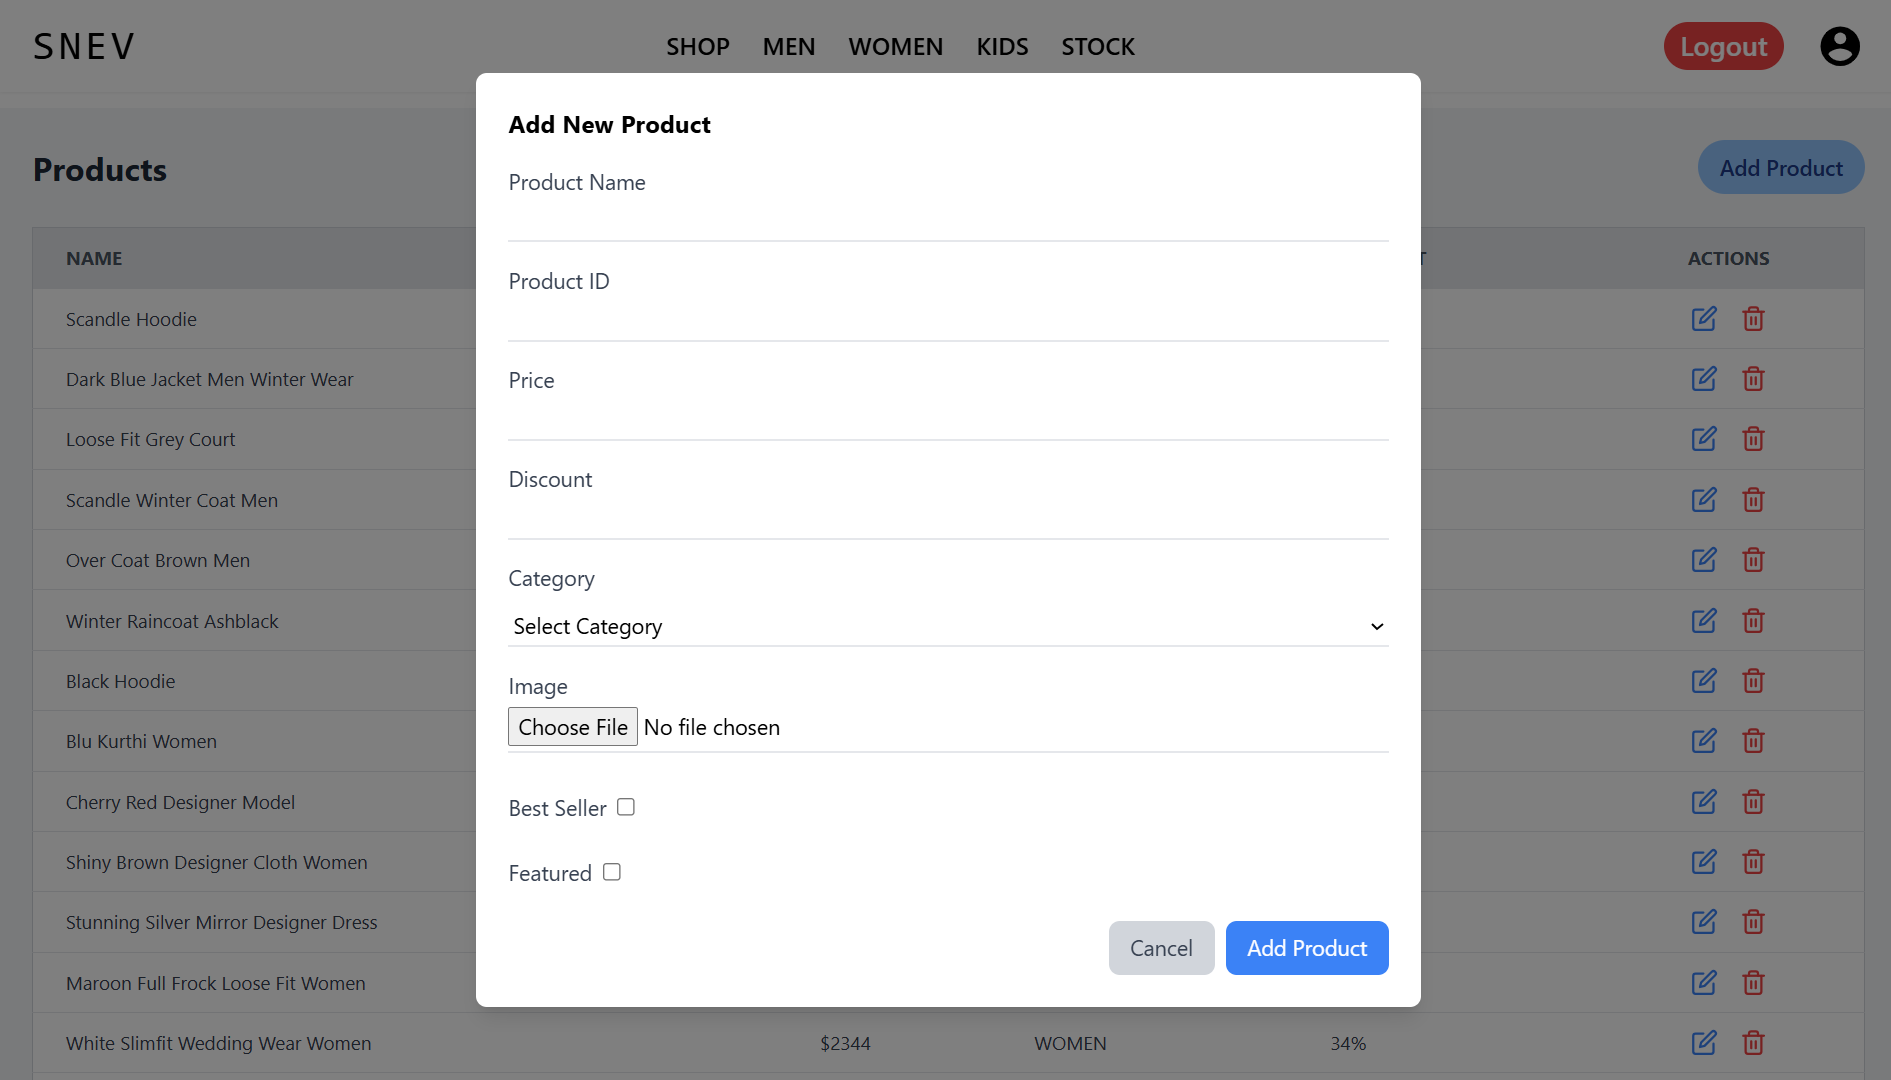 SNEV
SHOP MEN WOMEN KIDS STOCK
Logout
Products
Add Product
NAME
ACTIONS
Scandle Hoodie
Dark Blue Jacket Men Winter Wear
Loose Fit Grey Court
Scandle Winter Coat Men
Over Coat Brown Men
Winter Raincoat Ashblack
Black Hoodie
Blu Kurthi Women
Cherry Red Designer Model
Shiny Brown Designer Cloth Women
Stunning Silver Mirror Designer Dress
Maroon Full Frock Loose Fit Women
White Slimfit Wedding Wear Women $2344 WOMEN 34%
Add New Product
Product Name
Product ID
Price
Discount
Category
Select Category
Image
Choose File No file chosen
Best Seller
Featured
Cancel Add Product